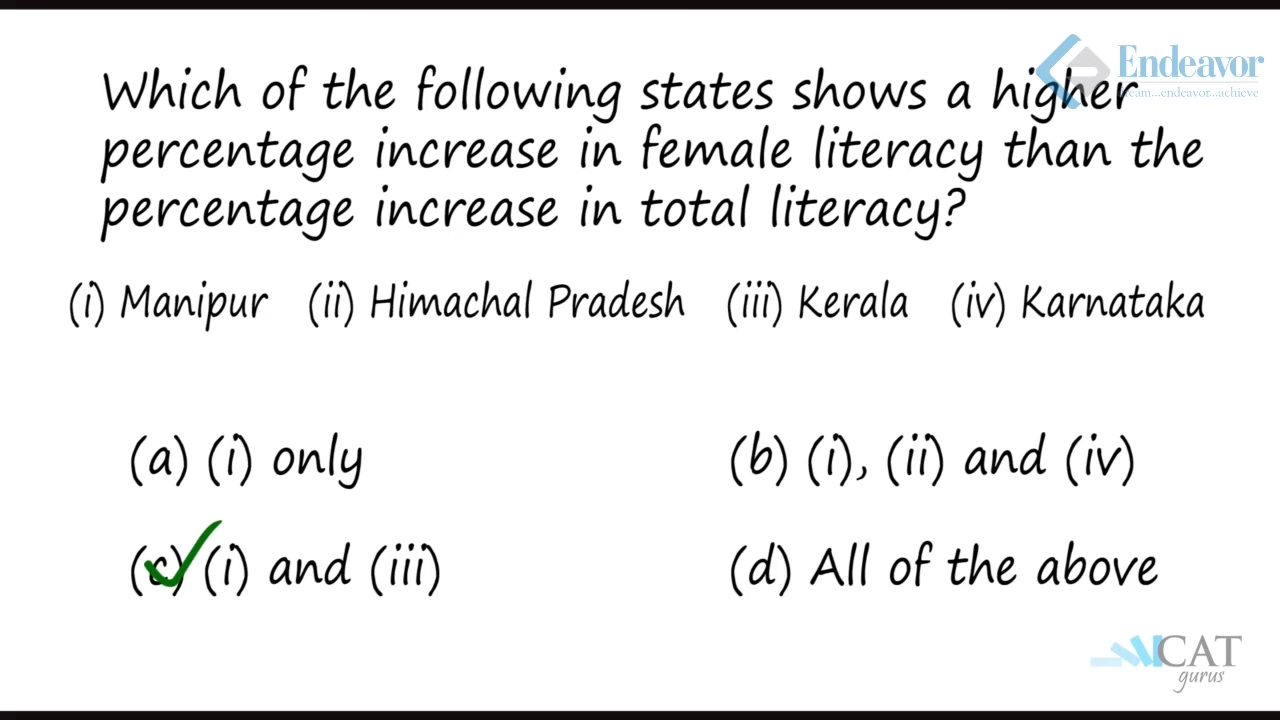 Endeavor
Which of the following states shows a higher
percentage increase in female literacy than the
percentage increase in total literacy?
(i) Manipur (ii) Himachal Pradesh (iii) Kerala (iv) Karnataka
(a) (i) only (b) (i), (ii) and (iv)
(c) (i) and (iii) (d) All of the above
CAT
gurus